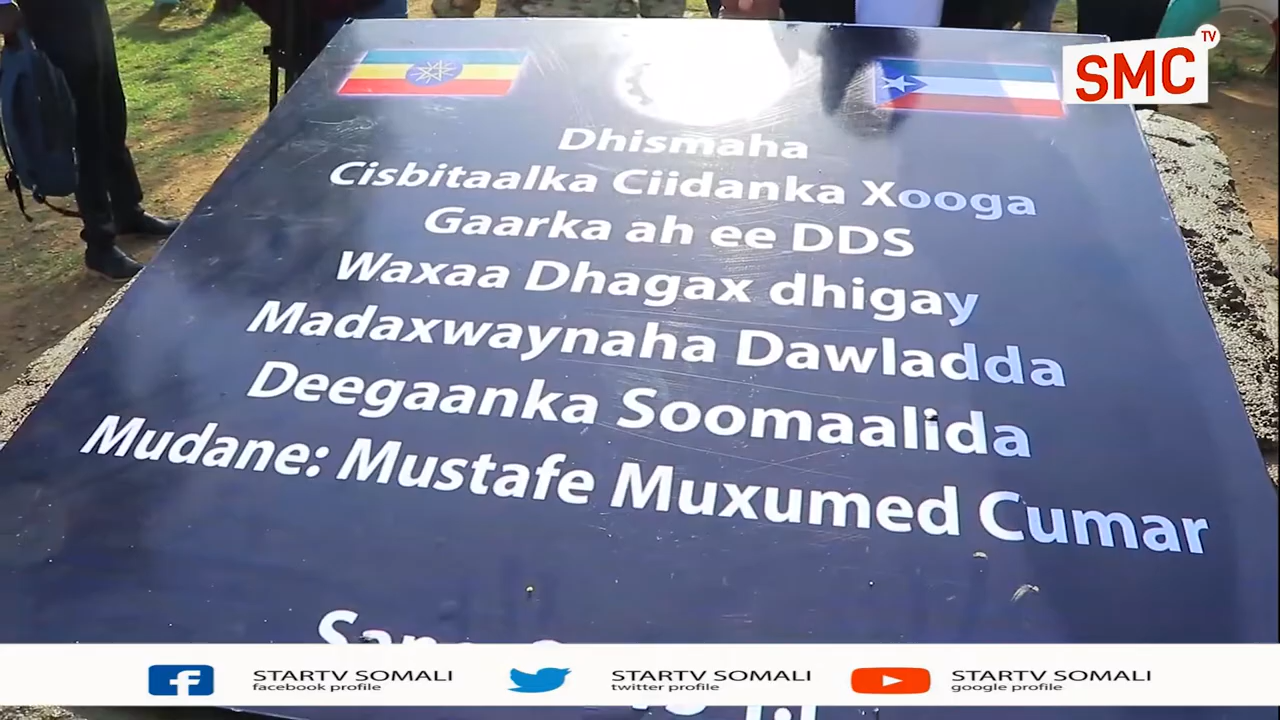 SMC TV
Dhismaha
Cisbitaalka Ciidanka Xooga
Gaarka ah ee DDS
Waxaa Dhagax dhigay
Madaxwaynaha Dawladda
Deegaanka Soomaalida
Mudane: Mustafe Muxumed Cumar
STARTV SOMALI
facebook profile
STARTV SOMALI
twitter profile
STARTV SOMALI
google profile